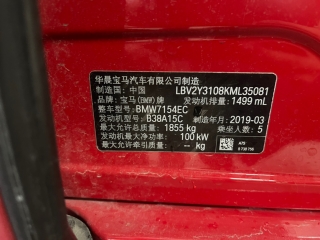 华晨宝马汽车有限公司制造
制造国：中国 LBV2Y3108KML35081
品牌：宝马(BMW)牌 发动机排量：1499 mL
整车型号：BMW7154EC
发动机型号：B38A15C 制造年月：2019-03
最大允许总质量：1855 kg 乘坐人数：5
发动机最大净功率：100 kW
最大允许牵引质量：-- kg
A75